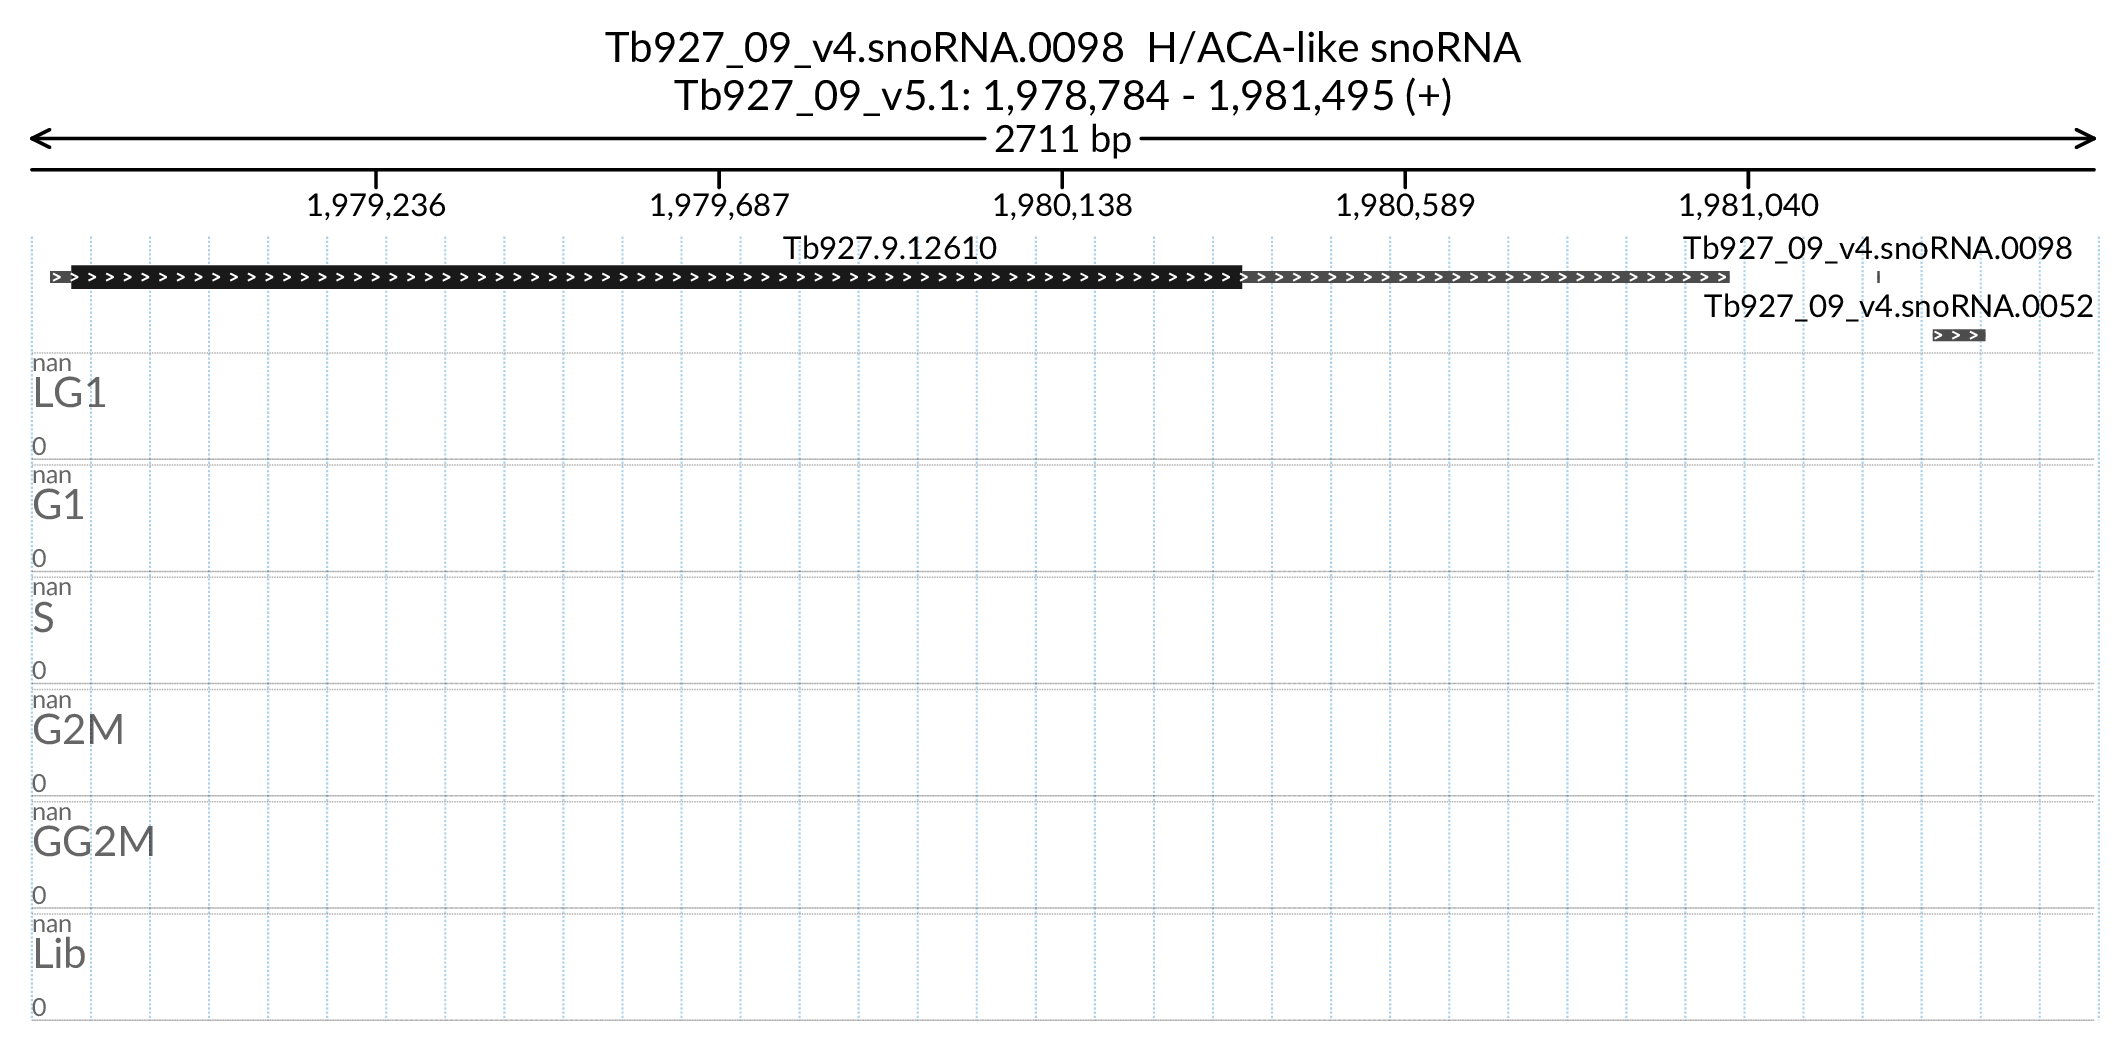 Tb927_09_v4.snoRNA.0098  H/ACA-like snoRNA
Tb927_09_v5.1: 1,978,784 - 1,981,495 (+)
2711 bp
1,979,236 1,979,687 1,980,138 1,980,589 1,981,040
Tb927.9.12610 Tb927_09_v4.snoRNA.0098
Tb927_09_v4.snoRNA.0052
nan
LG1
0
nan
G1
0
nan
S
0
nan
G2M
0
nan
GG2M
0
nan
Lib
0